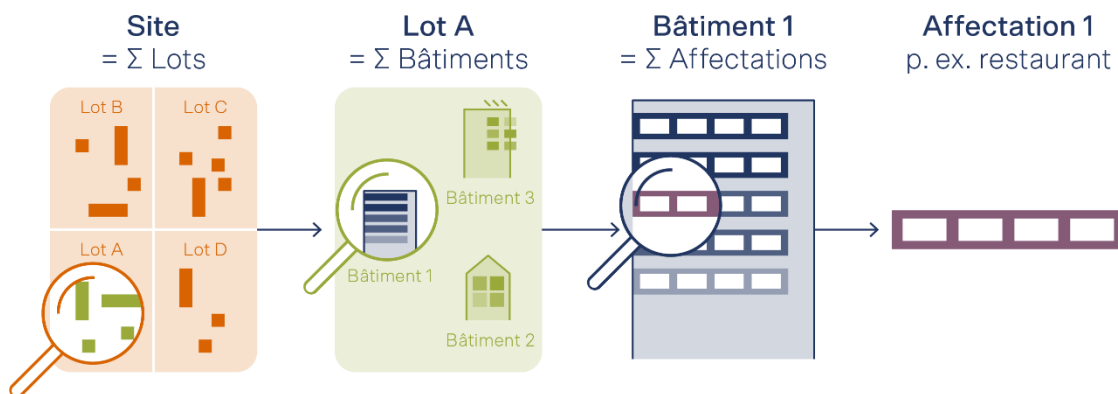 Site
= Σ Lots
Lot A
= Σ Bâtiments
Bâtiment 1
= Σ Affectations
Affectation 1
p. ex. restaurant
Lot B
Lot C
Lot A
Lot D
Bâtiment 3
Bâtiment 1
Bâtiment 2